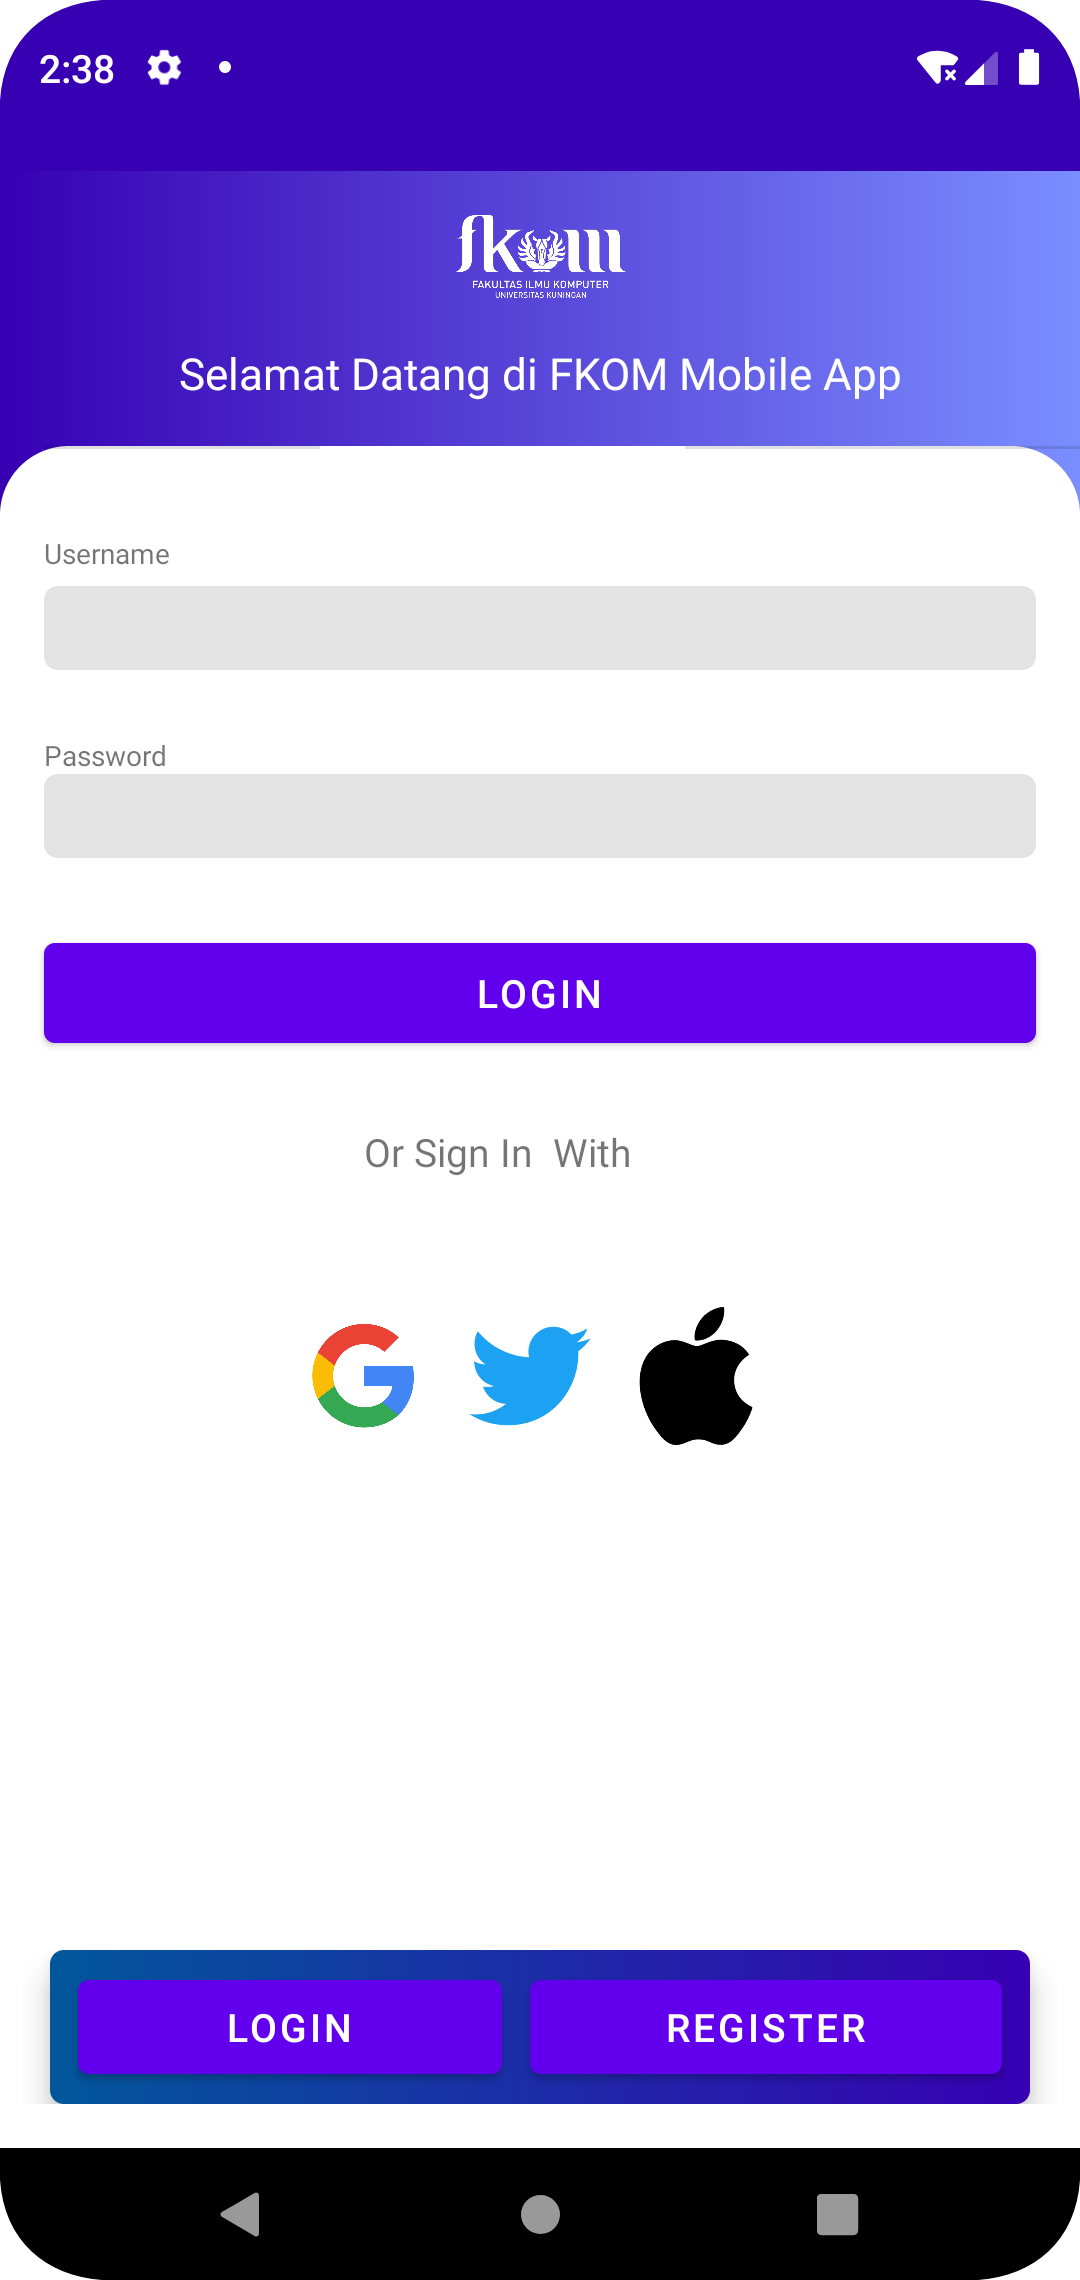 2:38
fkom
FAKULTAS ILMU KOMPUTER
UNIVERSITAS KUNINGAN
Selamat Datang di FKOM Mobile App
Username
Password
LOGIN
Or Sign In  With
LOGIN
REGISTER